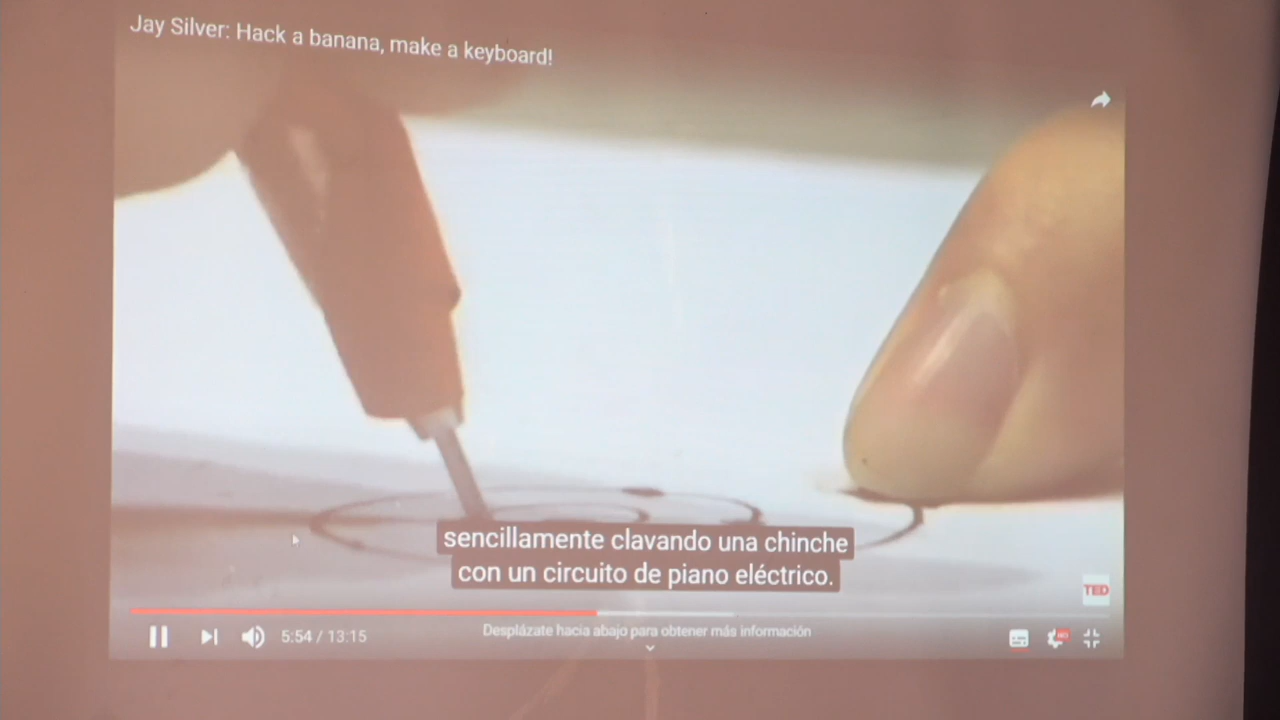 Jay Silver: Hack a banana, make a keyboard!
sencillamente clavando una chinche
con un circuito de piano eléctrico.
TED
5:54 / 13:15
Desplázate hacia abajo para obtener más información
HD